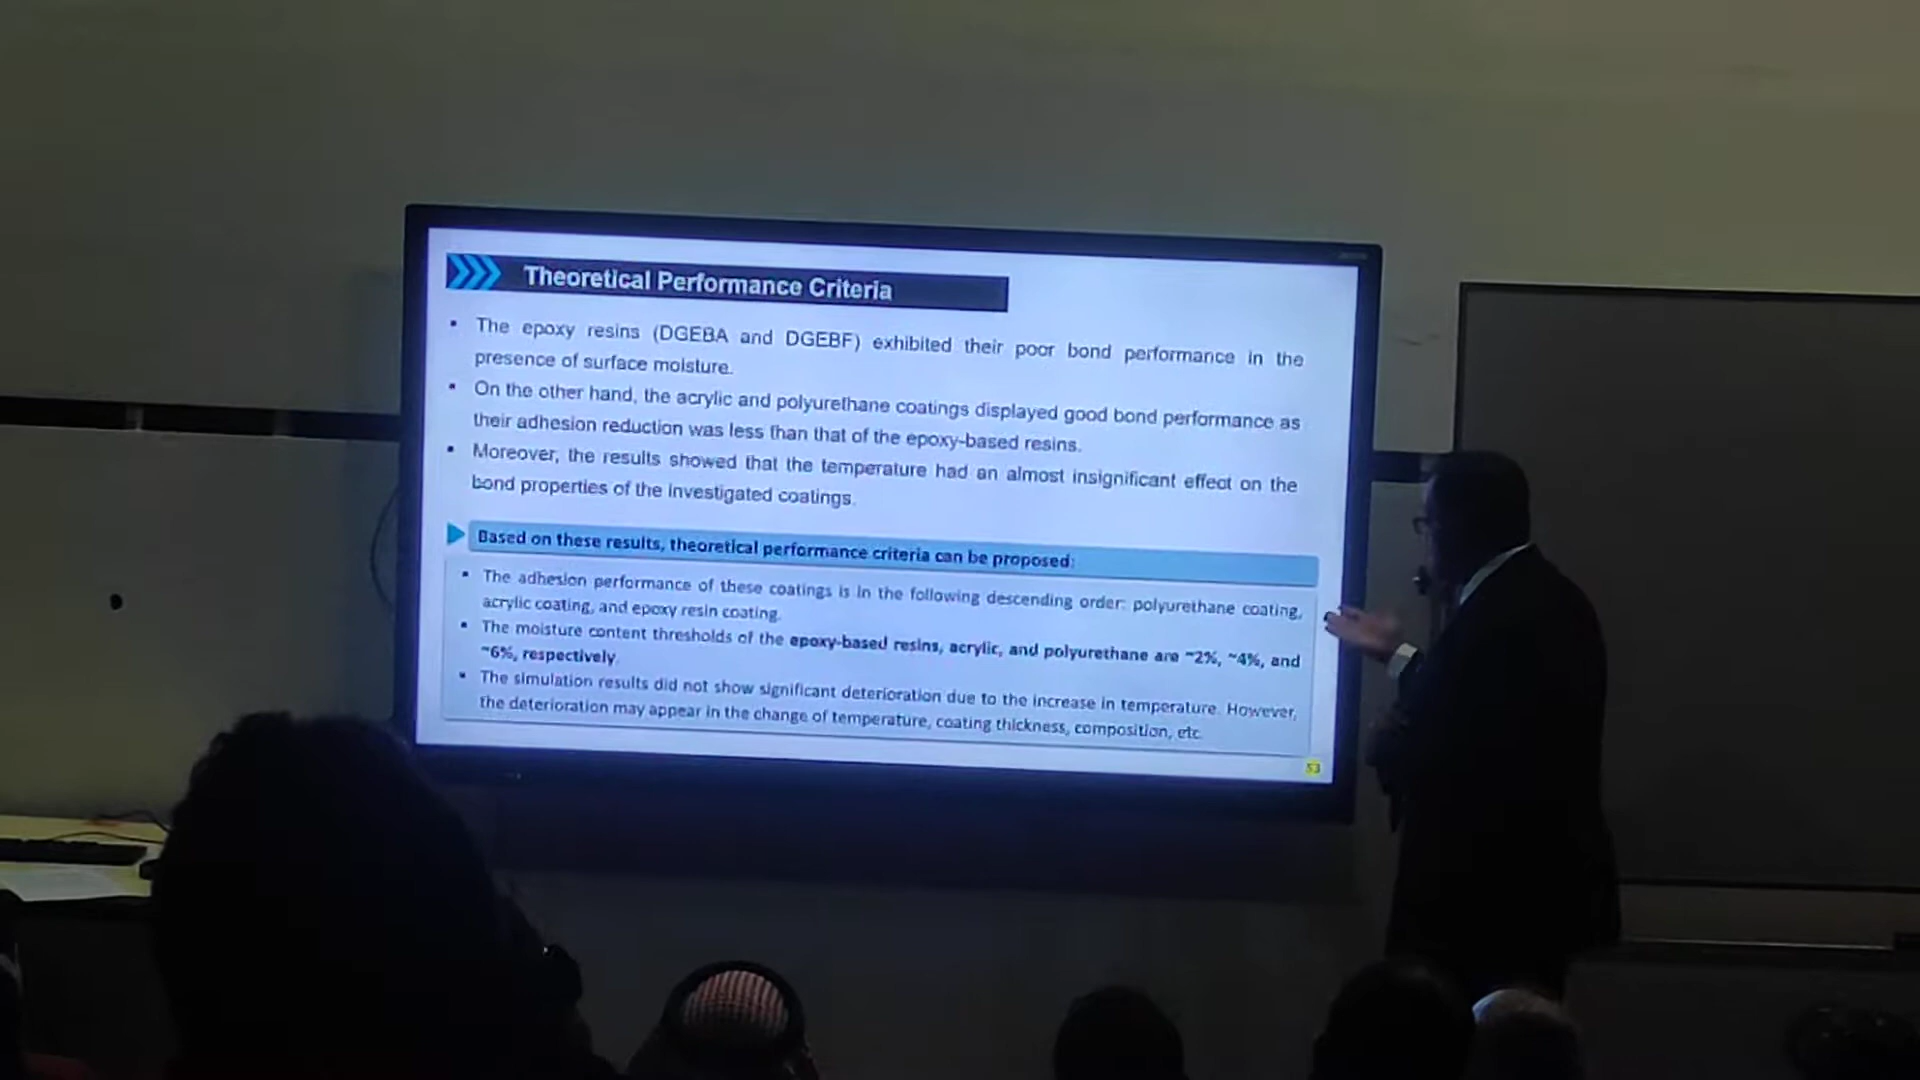 Theoretical Performance Criteria
▪ The epoxy resins (DGEBA and DGEBF) exhibited their poor bond performance in the
presence of surface moisture.
▪ On the other hand, the acrylic and polyurethane coatings displayed good bond performance as
their adhesion reduction was less than that of the epoxy-based resins.
▪ Moreover, the results showed that the temperature had an almost insignificant effect on the
bond properties of the investigated coatings.
Based on these results, theoretical performance criteria can be proposed:
▪ The adhesion performance of these coatings is in the following descending order: polyurethane coating,
acrylic coating, and epoxy resin coating.
▪ The moisture content thresholds of the epoxy-based resins, acrylic, and polyurethane are ~2%, ~4%, and
~6%, respectively.
▪ The simulation results did not show significant deterioration due to the increase in temperature. However,
the deterioration may appear in the change of temperature, coating thickness, composition, etc.
53